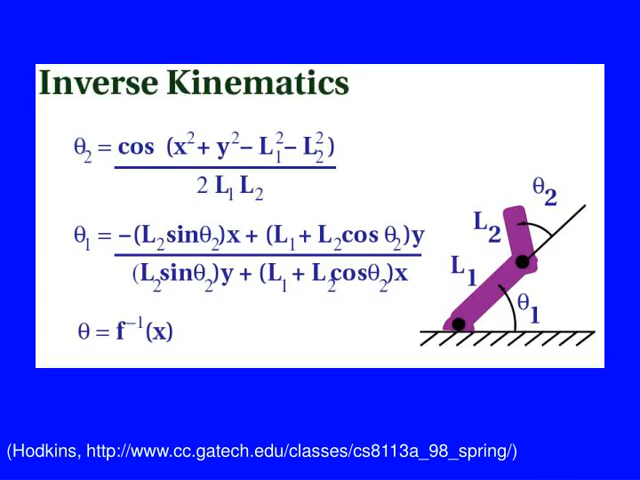 Inverse Kinematics
θ₂ = cos (x² + y² – L₁² – L₂²)
2 L₁ L₂
θ₁ = –(L₂sinθ₂)x + (L₁ + L₂cos θ₂)y
(L₂sinθ₂)y + (L₁ + L₂cosθ₂)x
θ = f⁻¹(x)
θ₂
L₂
L₁
θ₁
(Hodkins, http://www.cc.gatech.edu/classes/cs8113a_98_spring/)